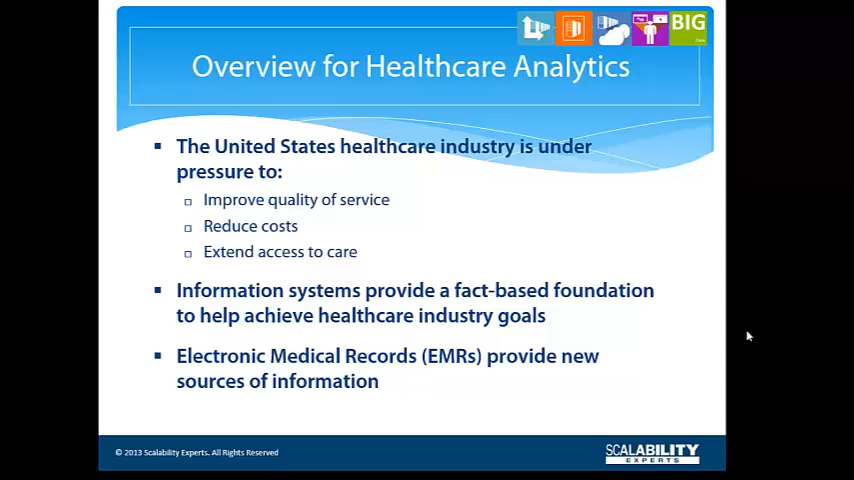 BIG
Overview for Healthcare Analytics
The United States healthcare industry is under
pressure to:
Improve quality of service
Reduce costs
Extend access to care
Information systems provide a fact-based foundation
to help achieve healthcare industry goals
Electronic Medical Records (EMRs) provide new
sources of information
© 2013 Scalability Experts. All Rights Reserved
SCALABILITY
EXPERTS